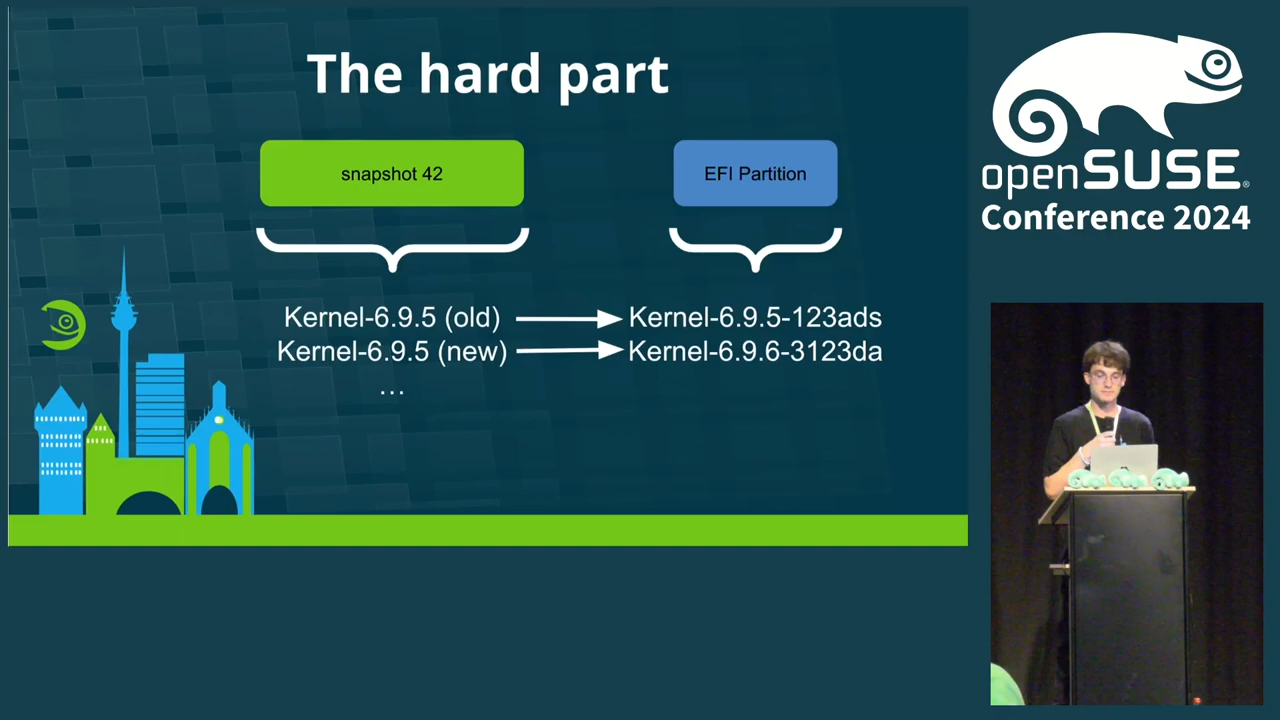 The hard part
snapshot 42
EFI Partition
Kernel-6.9.5 (old)
Kernel-6.9.5-123ads
Kernel-6.9.5 (new)
Kernel-6.9.6-3123da
...
openSUSE®
Conference 2024